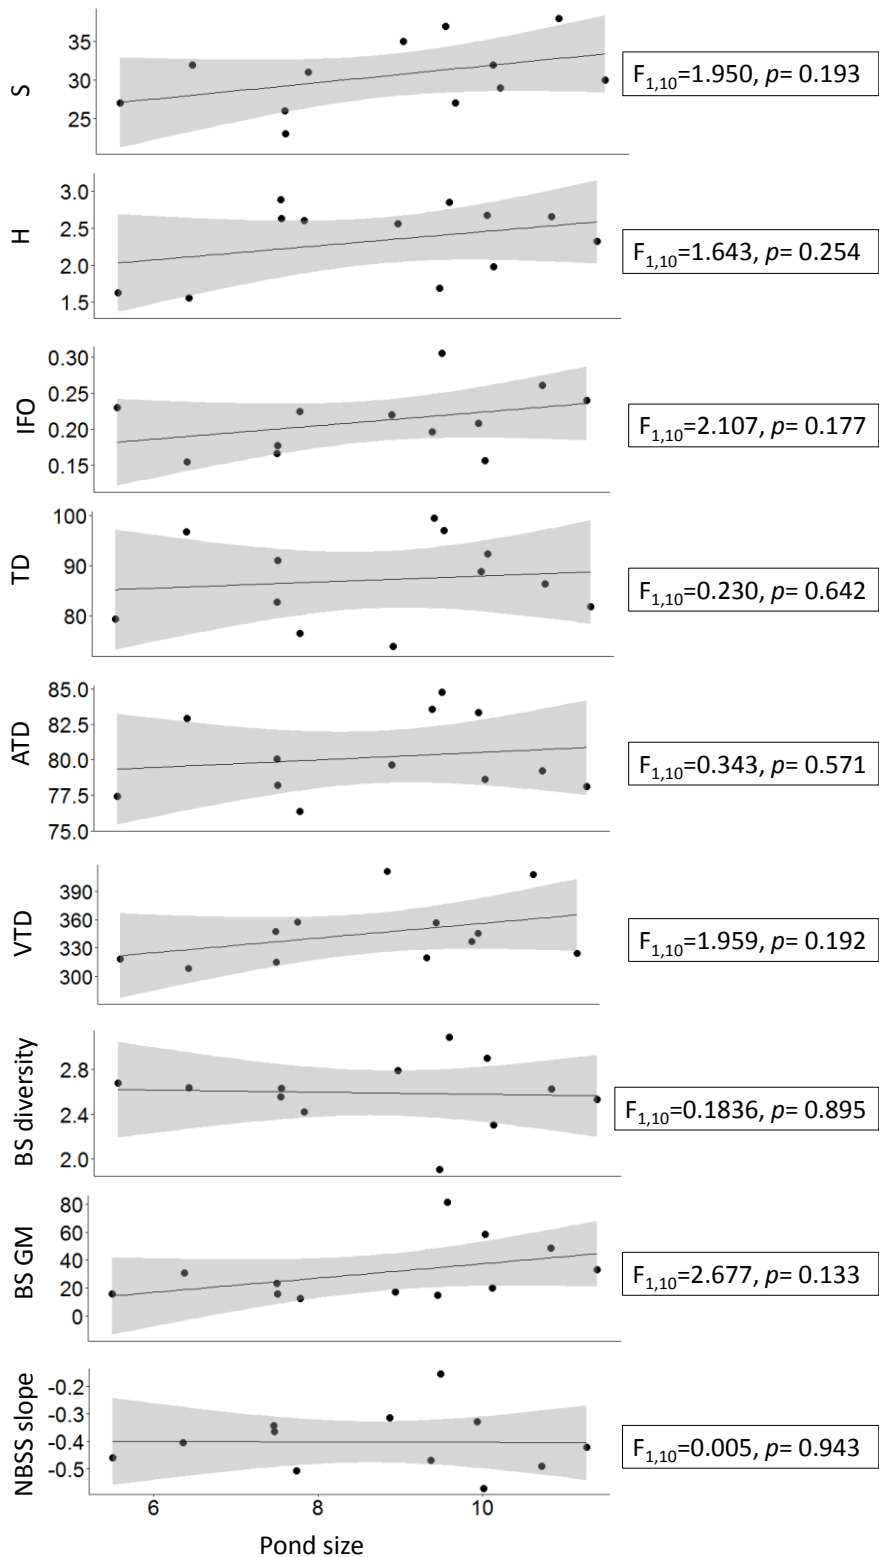 35
30
25
S
F1,10=1.950, p= 0.193
3.0
2.5
2.0
1.5
H
F1,10=1.643, p= 0.254
0.30
0.25
0.20
0.15
IFO
F1,10=2.107, p= 0.177
100
90
80
TD
F1,10=0.230, p= 0.642
85.0
82.5
80.0
77.5
75.0
ATD
F1,10=0.343, p= 0.571
390
360
330
300
VTD
F1,10=1.959, p= 0.192
2.8
2.4
2.0
BS diversity
F1,10=0.1836, p= 0.895
80
60
40
20
0
BS GM
F1,10=2.677, p= 0.133
-0.2
-0.3
-0.4
-0.5
NBSS slope
F1,10=0.005, p= 0.943
6 8 10
Pond size